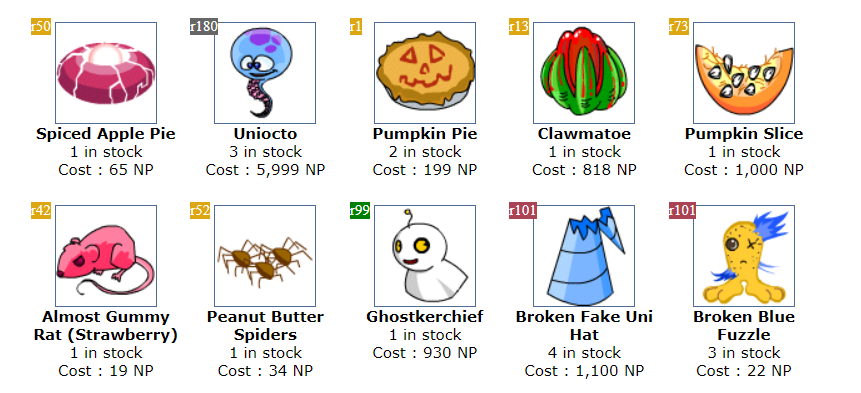 r50 r180 r1 r13 r73
Spiced Apple Pie Uniocto Pumpkin Pie Clawmatoe Pumpkin Slice
1 in stock 3 in stock 2 in stock 1 in stock 1 in stock
Cost : 65 NP Cost : 5,999 NP Cost : 199 NP Cost : 818 NP Cost : 1,000 NP
r42 r52 r99 r101 r101
Almost Gummy Peanut Butter Ghostkerchief Broken Fake Uni Broken Blue
Rat (Strawberry) Spiders 1 in stock Hat Fuzzle
1 in stock 1 in stock Cost : 930 NP 4 in stock 3 in stock
Cost : 19 NP Cost : 34 NP Cost : 1,100 NP Cost : 22 NP